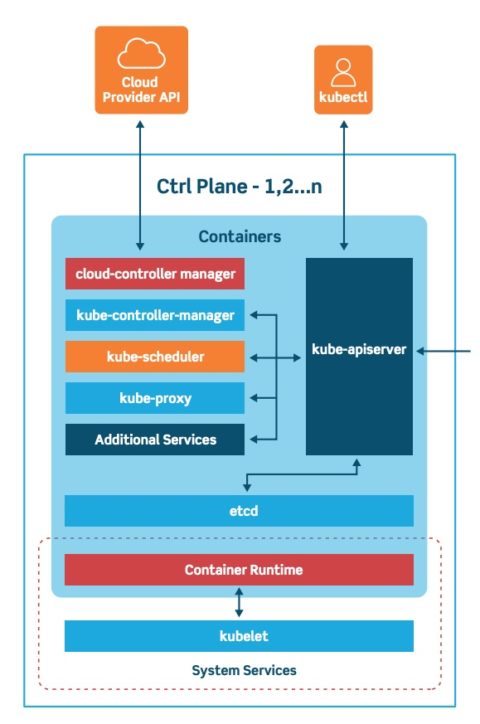 Cloud
Provider API
kubectl
Ctrl Plane - 1,2...n
Containers
cloud-controller manager
kube-controller-manager
kube-scheduler
kube-proxy
Additional Services
kube-apiserver
etcd
Container Runtime
kubelet
System Services